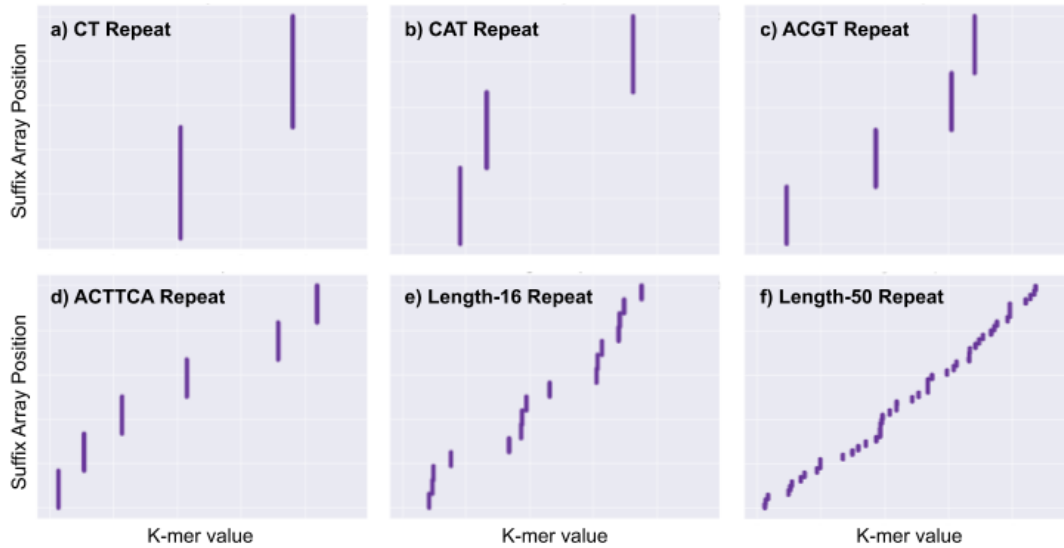 a) CT Repeat
b) CAT Repeat
c) ACGT Repeat
Suffix Array Position
d) ACTTCA Repeat
e) Length-16 Repeat
f) Length-50 Repeat
Suffix Array Position
K-mer value
K-mer value
K-mer value